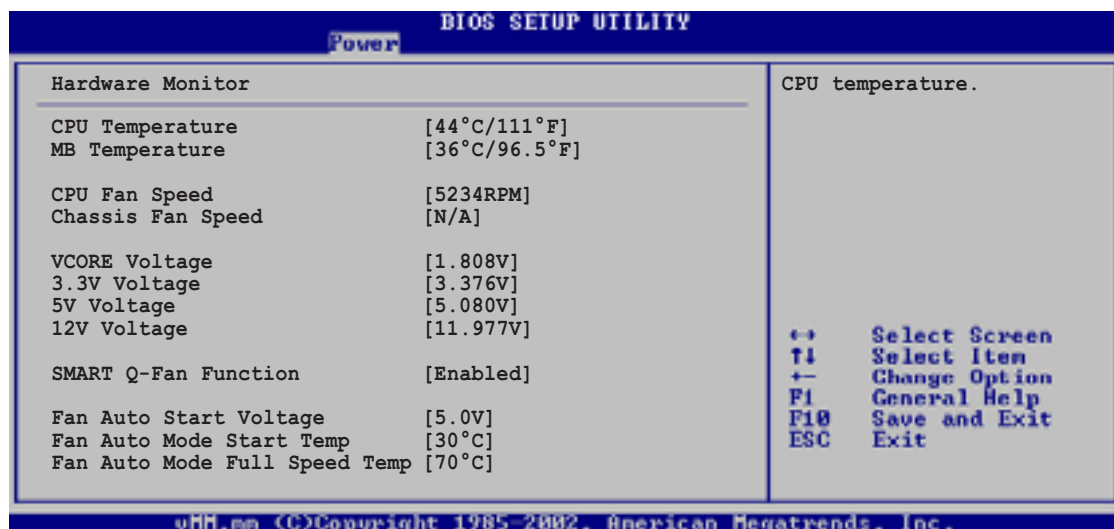 BIOS SETUP UTILITY
Power
Hardware Monitor
CPU Temperature [44°C/111°F]
MB Temperature [36°C/96.5°F]
CPU Fan Speed [5234RPM]
Chassis Fan Speed [N/A]
VCORE Voltage [1.808V]
3.3V Voltage [3.376V]
5V Voltage [5.080V]
12V Voltage [11.977V]
SMART Q-Fan Function [Enabled]
Fan Auto Start Voltage [5.0V]
Fan Auto Mode Start Temp [30°C]
Fan Auto Mode Full Speed Temp [70°C]
CPU temperature.
←→ Select Screen
↑↓ Select Item
+- Change Option
F1 General Help
F10 Save and Exit
ESC Exit
vMM.mm (C)Copyright 1985-2002, American Megatrends, Inc.